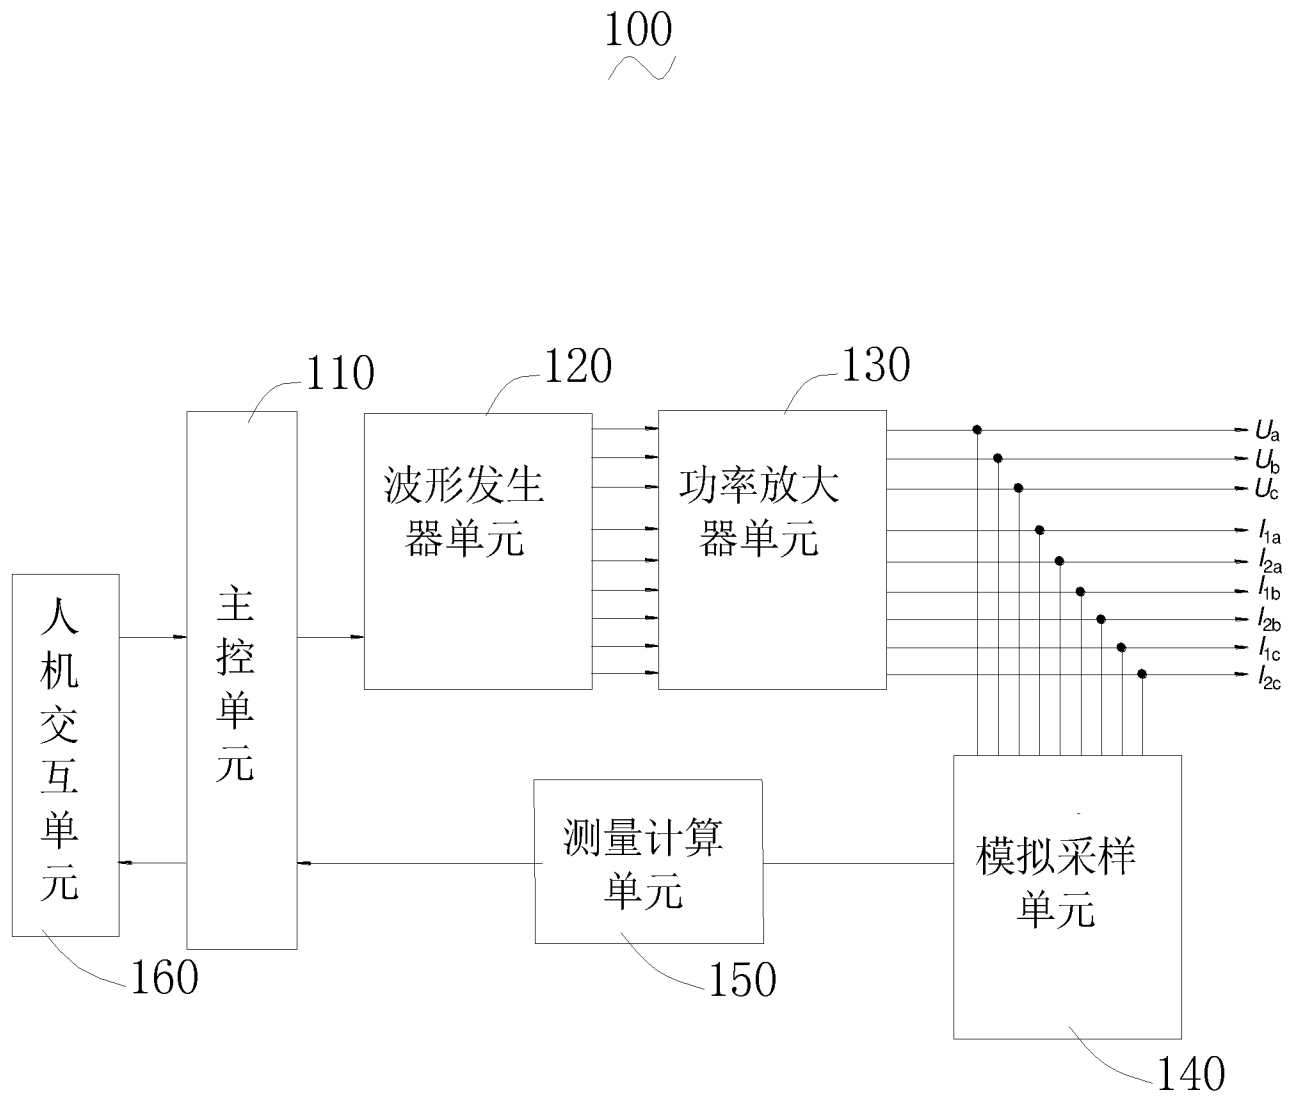 100
110
120
130
波形发生
器单元
功率放大
器单元
Ua
Ub
Uc
I1a
I2a
I1b
I2b
I1c
I2c
人机交互单元
主控单元
测量计算
单元
模拟采样
单元
160
150
140